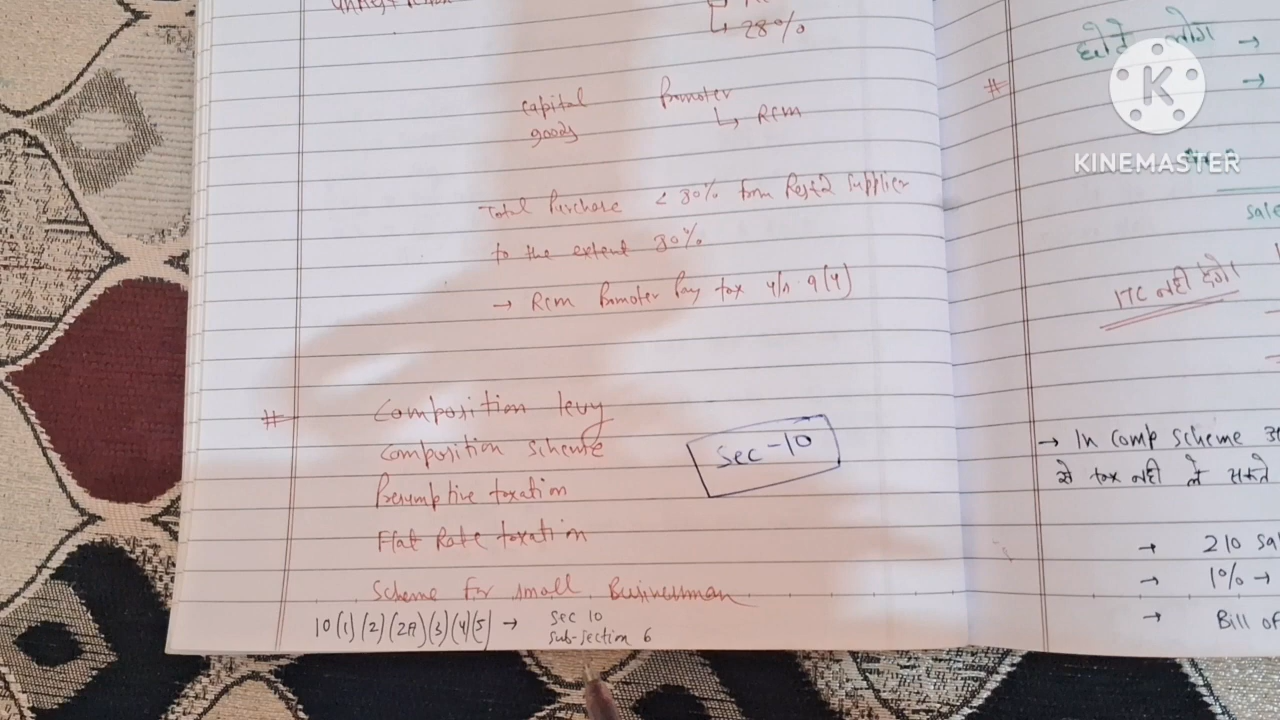 28%
capital Promoter
goods ↳ RCM
Total Purchase < 80% from Regd Supplier
to the extent 80%
→ RCM Promoter Pay tax u/s 9(4)
# Composition levy
Composition scheme
Presumptive taxation
Flat Rate taxation
Scheme for small Businessman
Sec-10
10(1)(2)(2A)(3)(4)(5) → Sec 10
sub-section 6
छोटे लोग →
→
#
KINEMASTER
sale
ITC नही देंगे
→ In Comp scheme
से tax नही ले सकते
→ 210
→ 1% →
→ Bill of